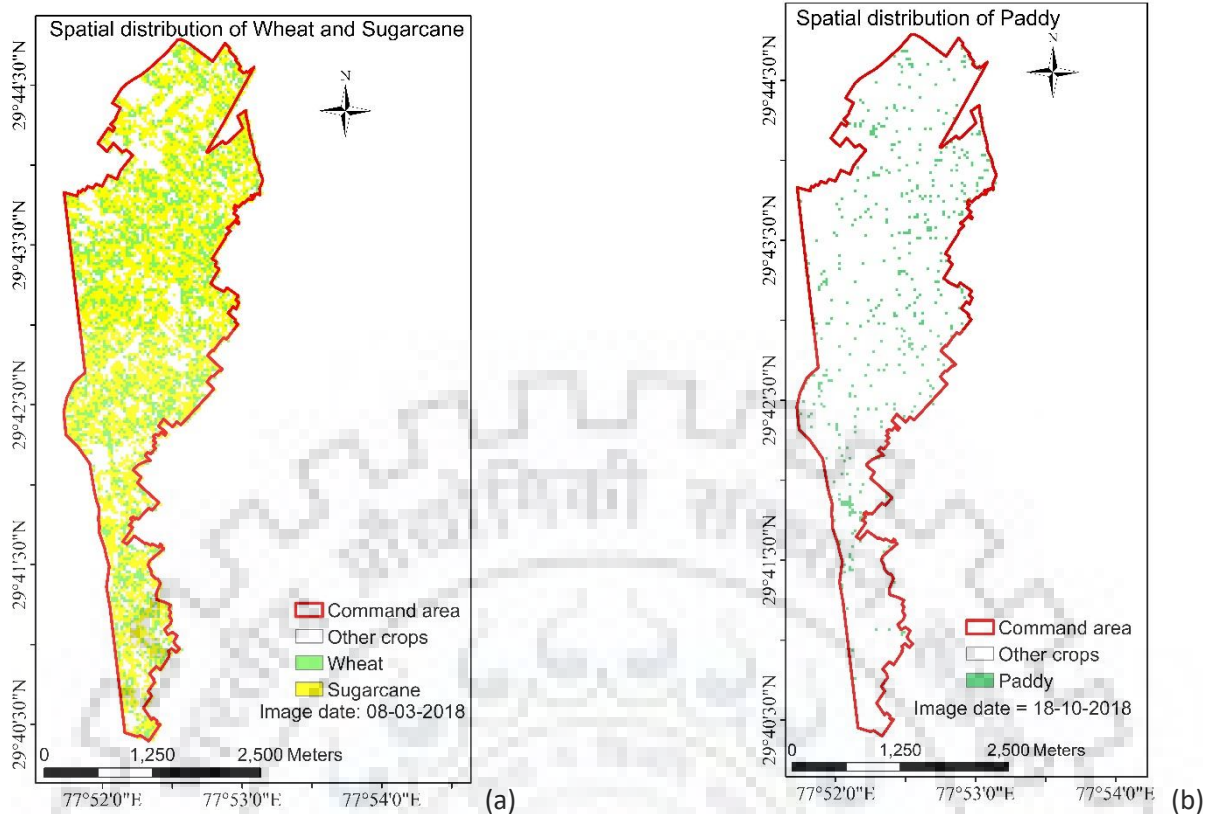 Spatial distribution of Wheat and Sugarcane
N
29°44'30"N
29°43'30"N
29°42'30"N
29°41'30"N
29°40'30"N
Command area
Other crops
Wheat
Sugarcane
Image date: 08-03-2018
0 1,250 2,500 Meters
77°52'0"E 77°53'0"E 77°54'0"E
(a)
Spatial distribution of Paddy
N
29°44'30"N
29°43'30"N
29°42'30"N
29°41'30"N
29°40'30"N
Command area
Other crops
Paddy
Image date = 18-10-2018
0 1,250 2,500 Meters
77°52'0"E 77°53'0"E 77°54'0"E
(b)